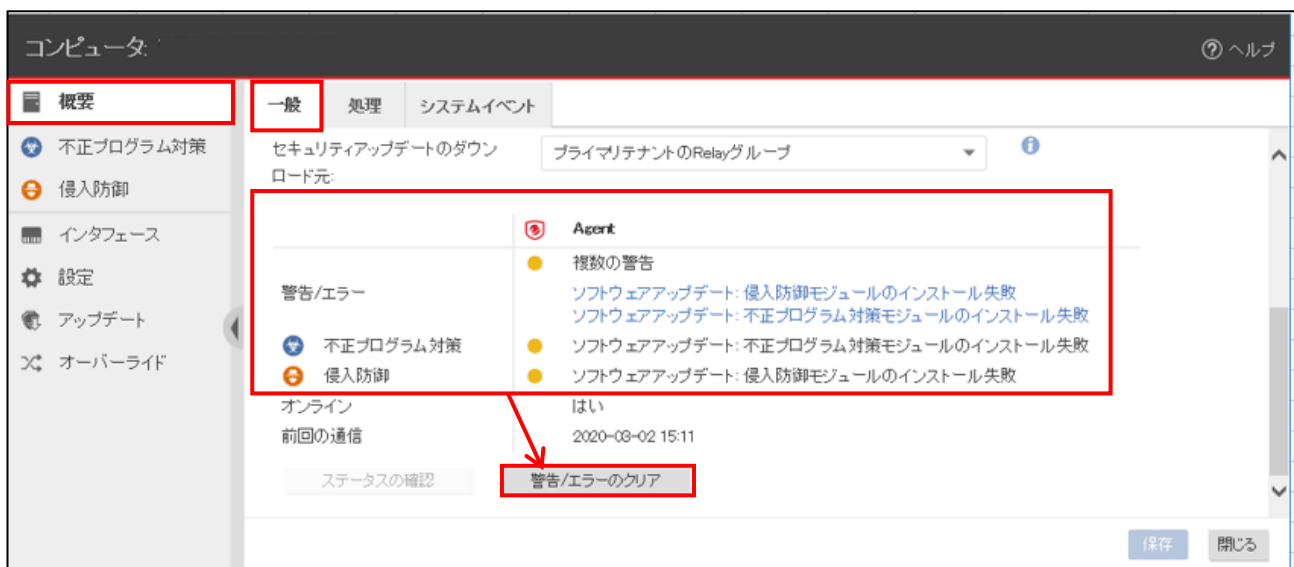 コンピュータ:
ヘルプ
概要
不正プログラム対策
侵入防御
インタフェース
設定
アップデート
オーバーライド
一般 処理 システムイベント
セキュリティアップデートのダウン
ロード元:
プライマリテナントのRelayグループ
Agent
警告/エラー
複数の警告
ソフトウェアアップデート: 侵入防御モジュールのインストール失敗
ソフトウェアアップデート: 不正プログラム対策モジュールのインストール失敗
不正プログラム対策 ソフトウェアアップデート: 不正プログラム対策モジュールのインストール失敗
侵入防御 ソフトウェアアップデート: 侵入防御モジュールのインストール失敗
オンライン はい
前回の通信 2020-03-02 15:11
ステータスの確認 警告/エラーのクリア
保存 閉じる